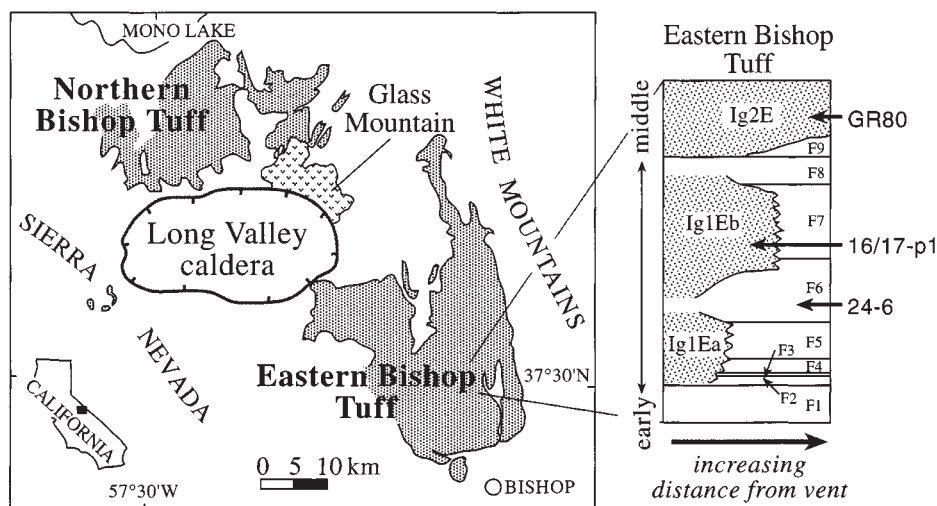 MONO LAKE
Northern
Bishop Tuff
Glass
Mountain
WHITE MOUNTAINS
Long Valley
caldera
SIERRA
NEVADA
Eastern Bishop
Tuff
37°30'N
CALIFORNIA
0 5 10 km
57°30'W
BISHOP
Eastern Bishop
Tuff
middle
Ig2E
GR80
F9
F8
Ig1Eb
F7
16/17-p1
F6
24-6
Ig1Ea
F5
F3
F4
F2
F1
early
increasing
distance from vent